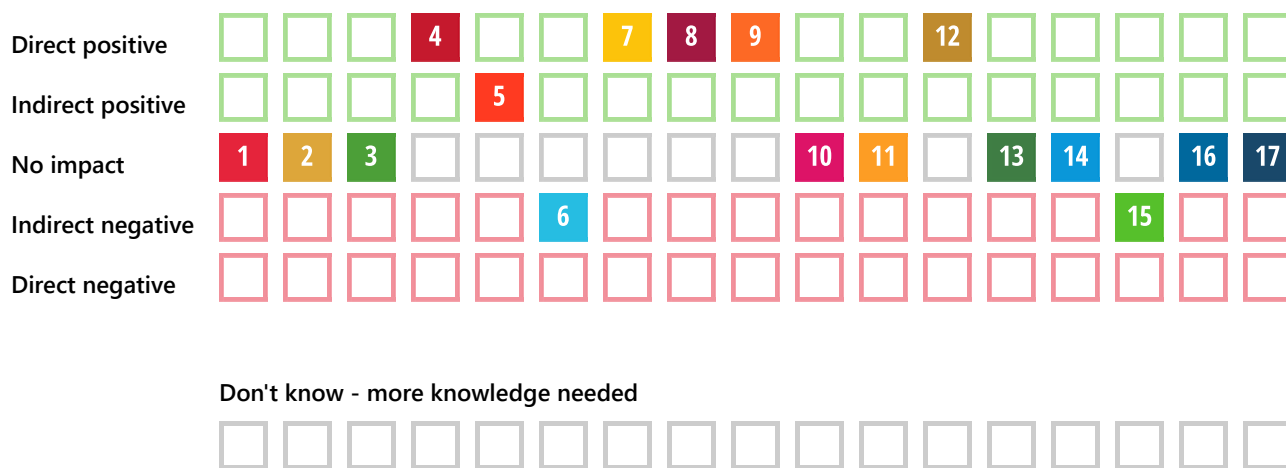 Direct positive 4 7 8 9 12
Indirect positive 5
No impact 1 2 3 10 11 13 14 16 17
Indirect negative 6 15
Direct negative
Don't know - more knowledge needed